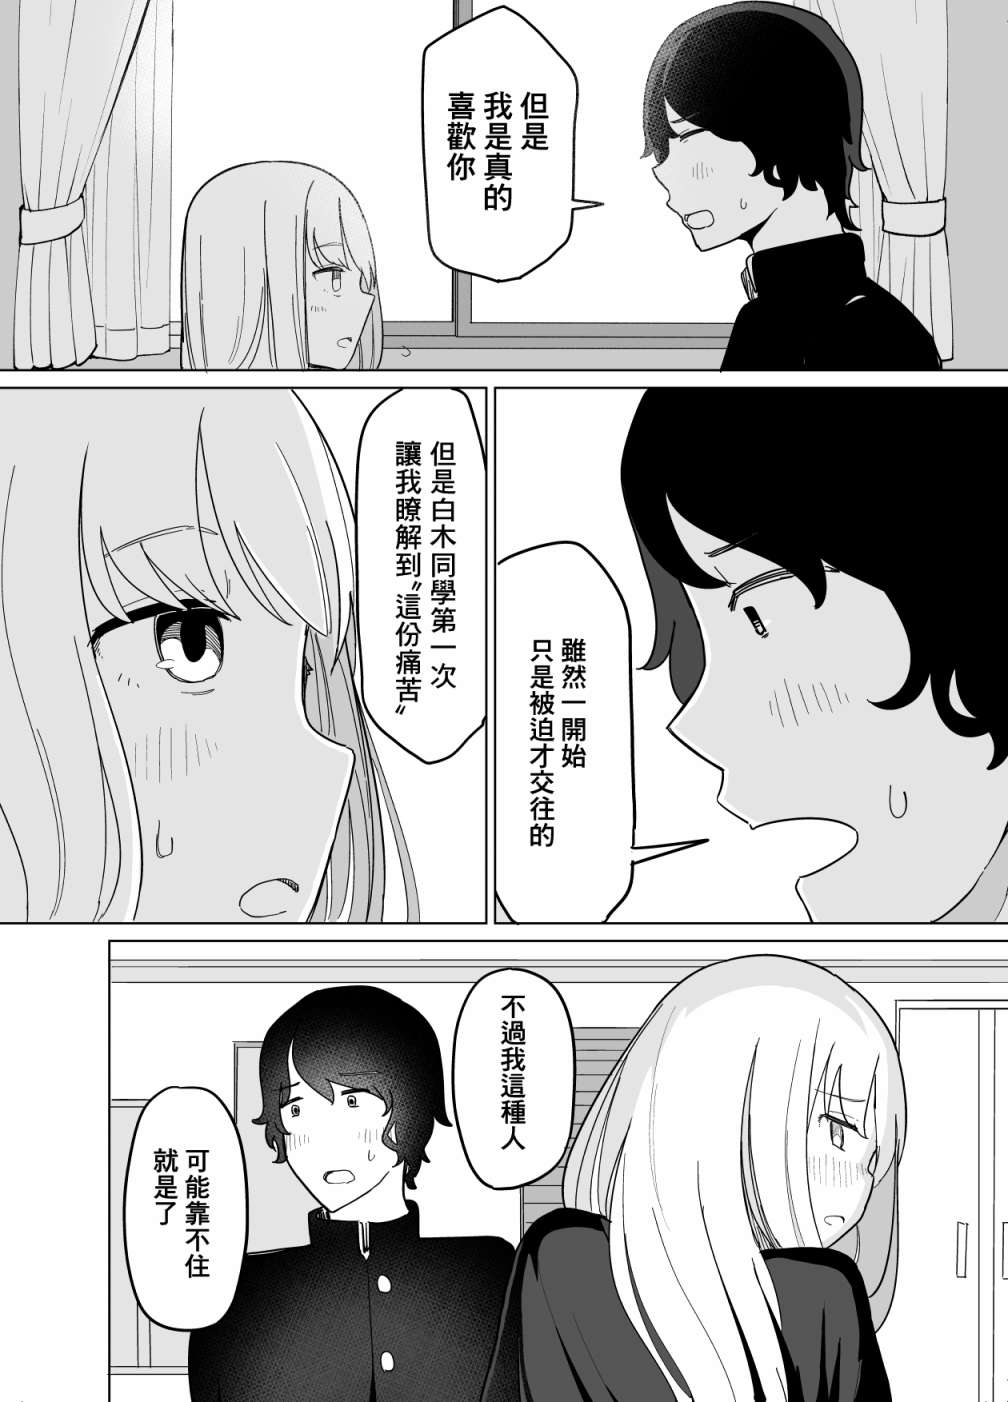 但是
我是真的
喜歡你
雖然一開始
只是被迫才交往的
但是白木同學第一次
讓我瞭解到〝這份痛苦〟
不過我這種人
可能靠不住
就是了